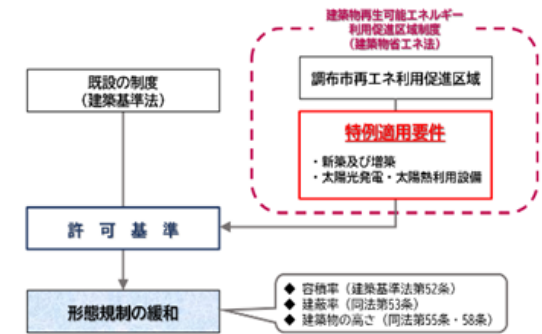 建築物再生可能エネルギー
利用促進区域制度
（建築物省エネ法）
既設の制度
（建築基準法）
調布市再エネ利用促進区域
特例適用要件
・新築及び増築
・太陽光発電・太陽熱利用設備
許可基準
形態規制の緩和
◆ 容積率（建築基準法第52条）
◆ 建蔽率（同法第53条）
◆ 建築物の高さ（同法第55条・58条）